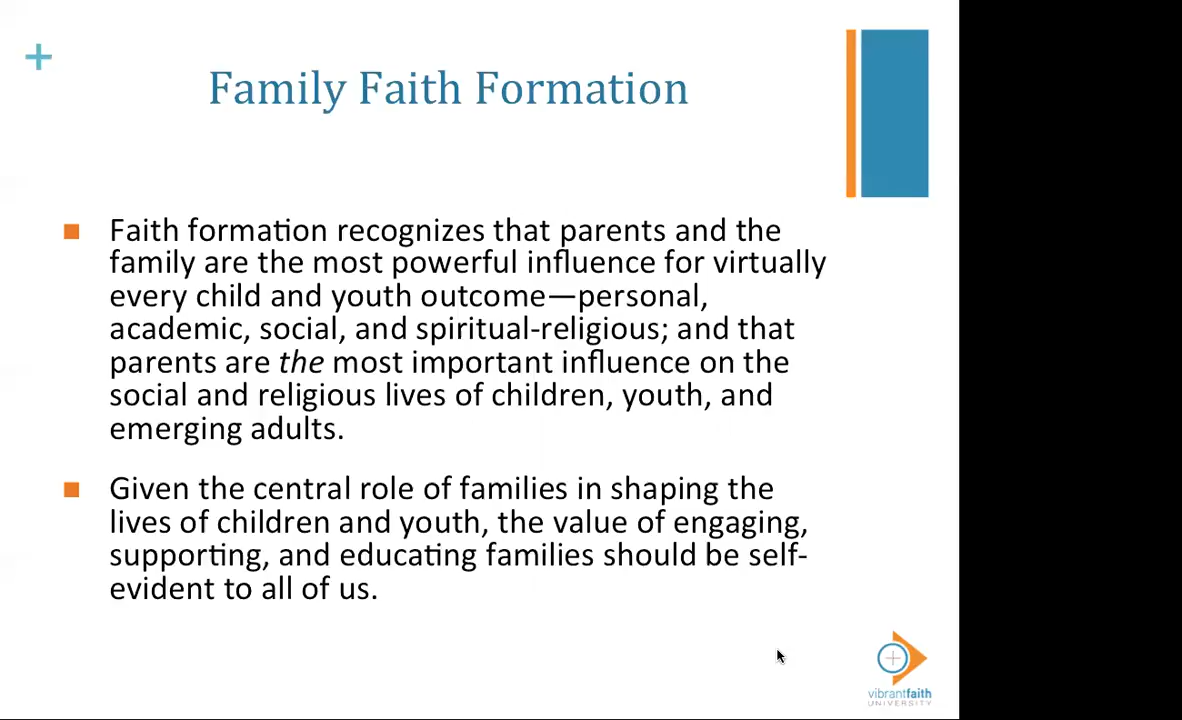 +
Family Faith Formation
Faith formation recognizes that parents and the
family are the most powerful influence for virtually
every child and youth outcome—personal,
academic, social, and spiritual-religious; and that
parents are the most important influence on the
social and religious lives of children, youth, and
emerging adults.
Given the central role of families in shaping the
lives of children and youth, the value of engaging,
supporting, and educating families should be self-
evident to all of us.
vibrantfaith
UNIVERSITY